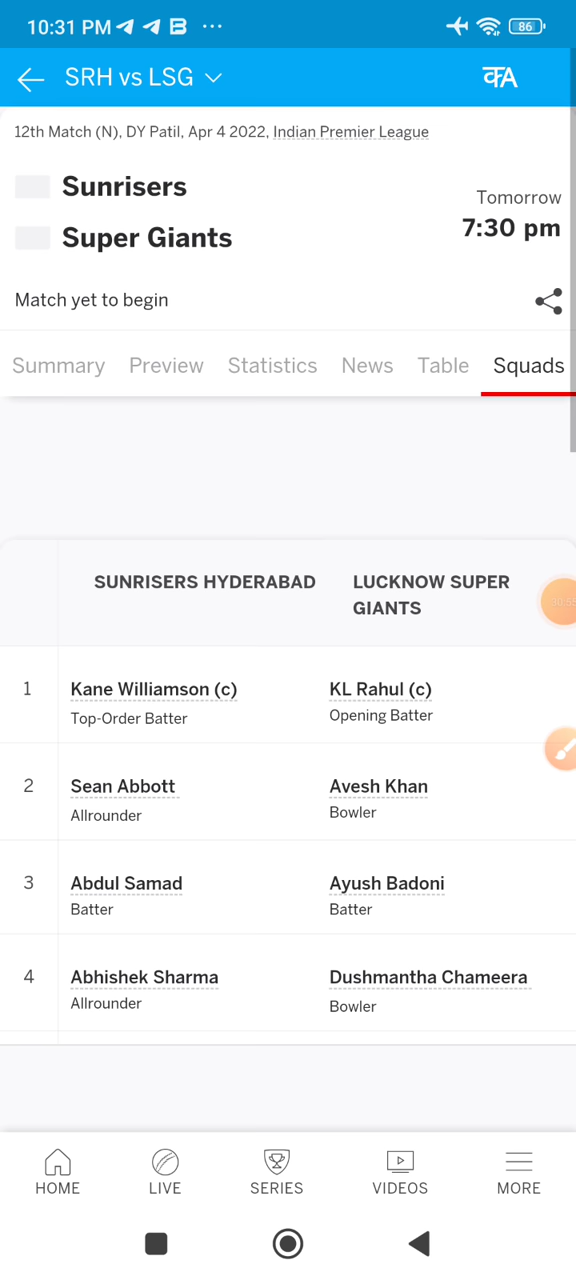 10:31 PM
86
SRH vs LSG
क/A
12th Match (N), DY Patil, Apr 4 2022, Indian Premier League
Sunrisers
Tomorrow
Super Giants
7:30 pm
Match yet to begin
Summary Preview Statistics News Table Squads
SUNRISERS HYDERABAD LUCKNOW SUPER GIANTS
1 Kane Williamson (c) KL Rahul (c)
Top-Order Batter Opening Batter
2 Sean Abbott Avesh Khan
Allrounder Bowler
3 Abdul Samad Ayush Badoni
Batter Batter
4 Abhishek Sharma Dushmantha Chameera
Allrounder Bowler
HOME LIVE SERIES VIDEOS MORE